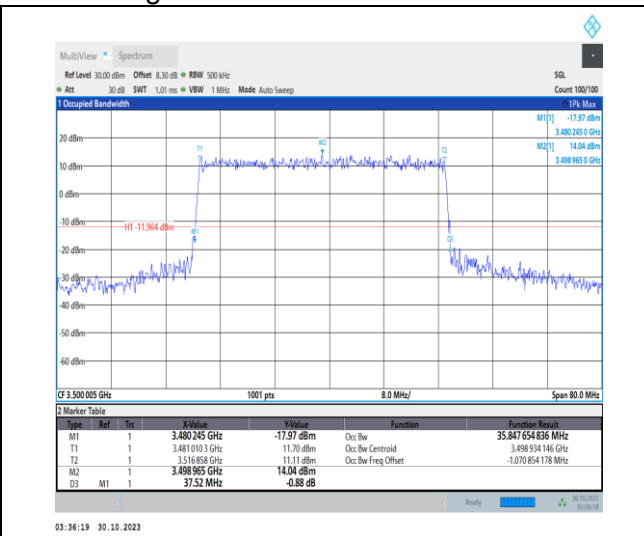 MultiView Spectrum
Ref Level 30.00 dBm Offset 8.30 dB RBW 500 kHz SGL
Att 30 dB SWT 1.01 ms VBW 1 MHz Mode Auto Sweep Count 100/100
1 Occupied Bandwidth 1Pk Max
M1[1] -17.97 dBm
3.480 245 0 GHz
M2[1] 14.04 dBm
3.498 965 0 GHz
20 dBm
T1 M2 T2
10 dBm
0 dBm
-10 dBm
H1 -11.964 dBm
M1
D3
-20 dBm
-30 dBm
-40 dBm
-50 dBm
-60 dBm
CF 3.500 005 GHz 1001 pts 8.0 MHz/ Span 80.0 MHz
2 Marker Table
Type Ref Trc X-Value Y-Value Function Function Result
M1 1 3.480 245 GHz -17.97 dBm Occ Bw 35.847 654 836 MHz
T1 1 3.481 010 3 GHz 11.70 dBm Occ Bw Centroid 3.498 934 146 GHz
T2 1 3.516 858 GHz 11.11 dBm Occ Bw Freq Offset -1.070 854 178 MHz
M2 1 3.498 965 GHz 14.04 dBm
D3 M1 1 37.52 MHz -0.88 dB
Ready 30.10.2023
03:36:18
03:36:19 30.10.2023